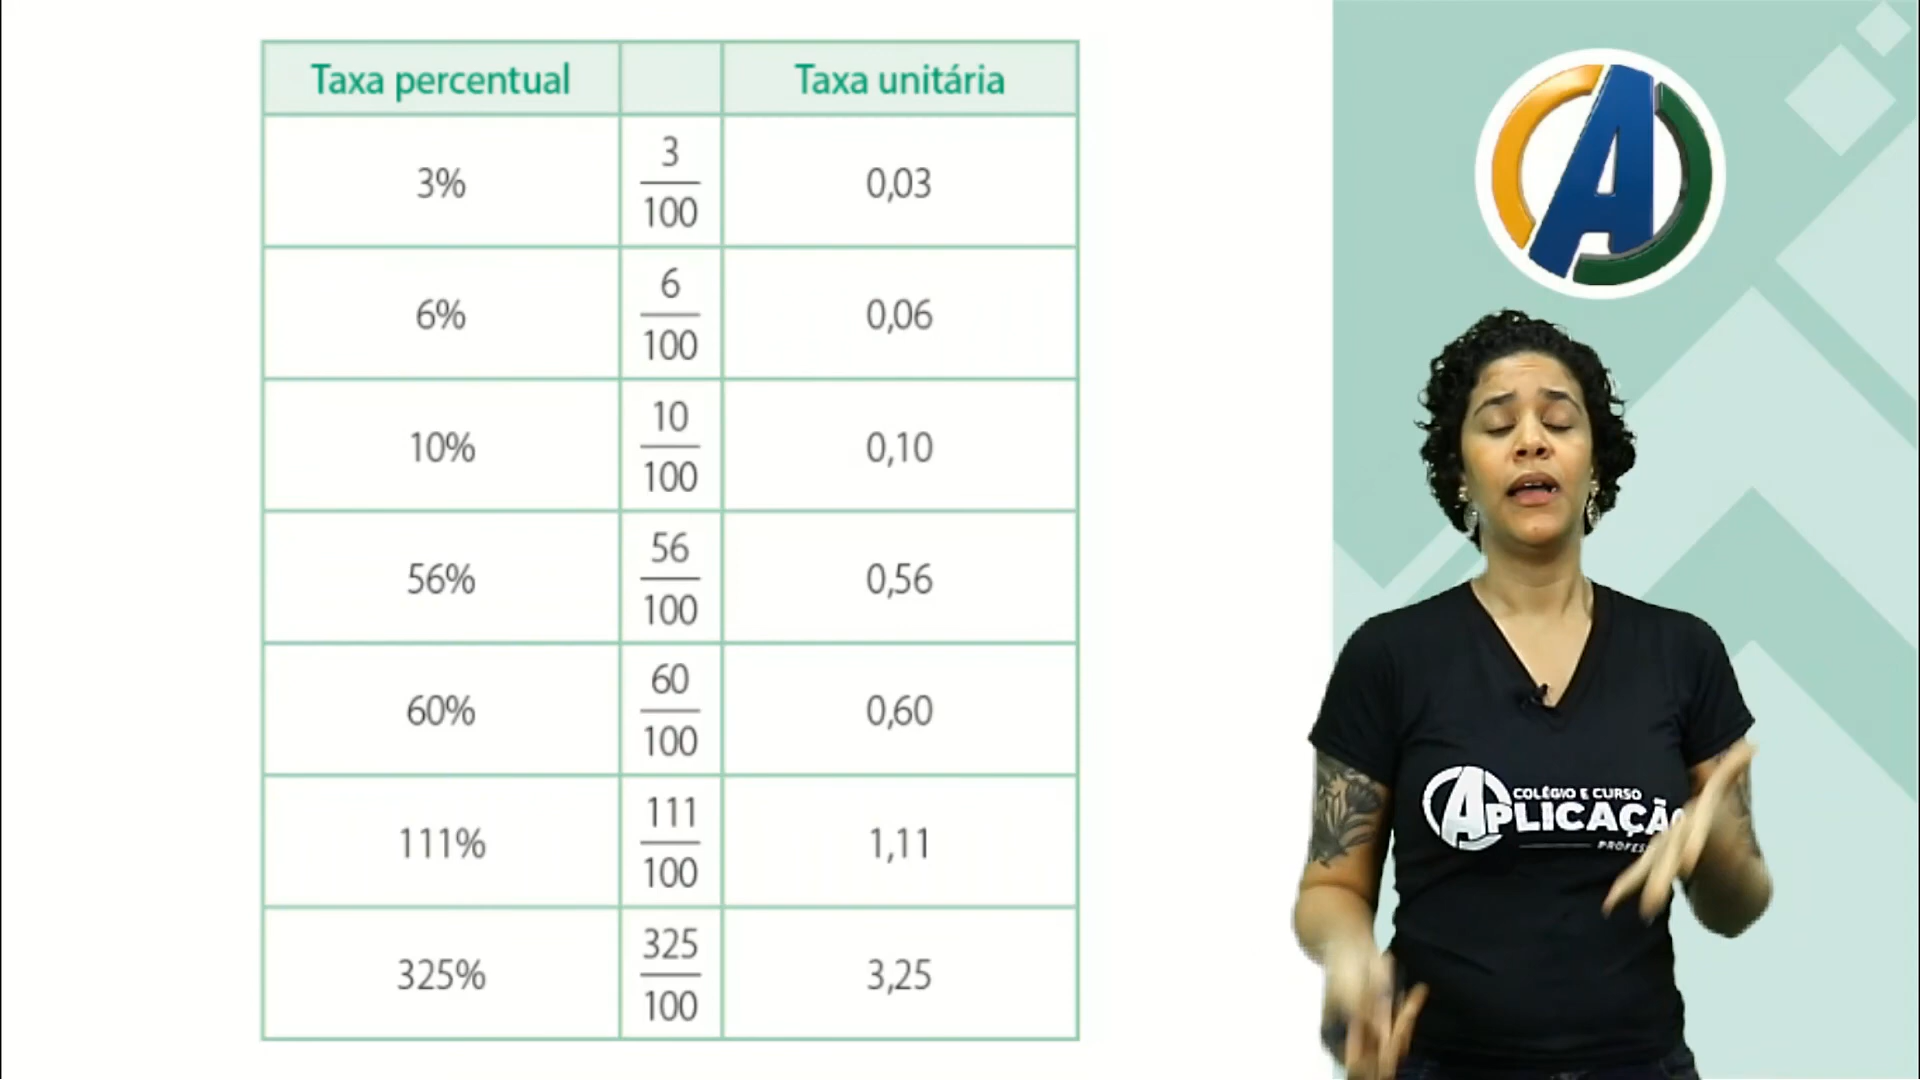 Taxa percentual Taxa unitária
3% 3/100 0,03
6% 6/100 0,06
10% 10/100 0,10
56% 56/100 0,56
60% 60/100 0,60
111% 111/100 1,11
325% 325/100 3,25
A
COLÉGIO E CURSO
APLICAÇÃO